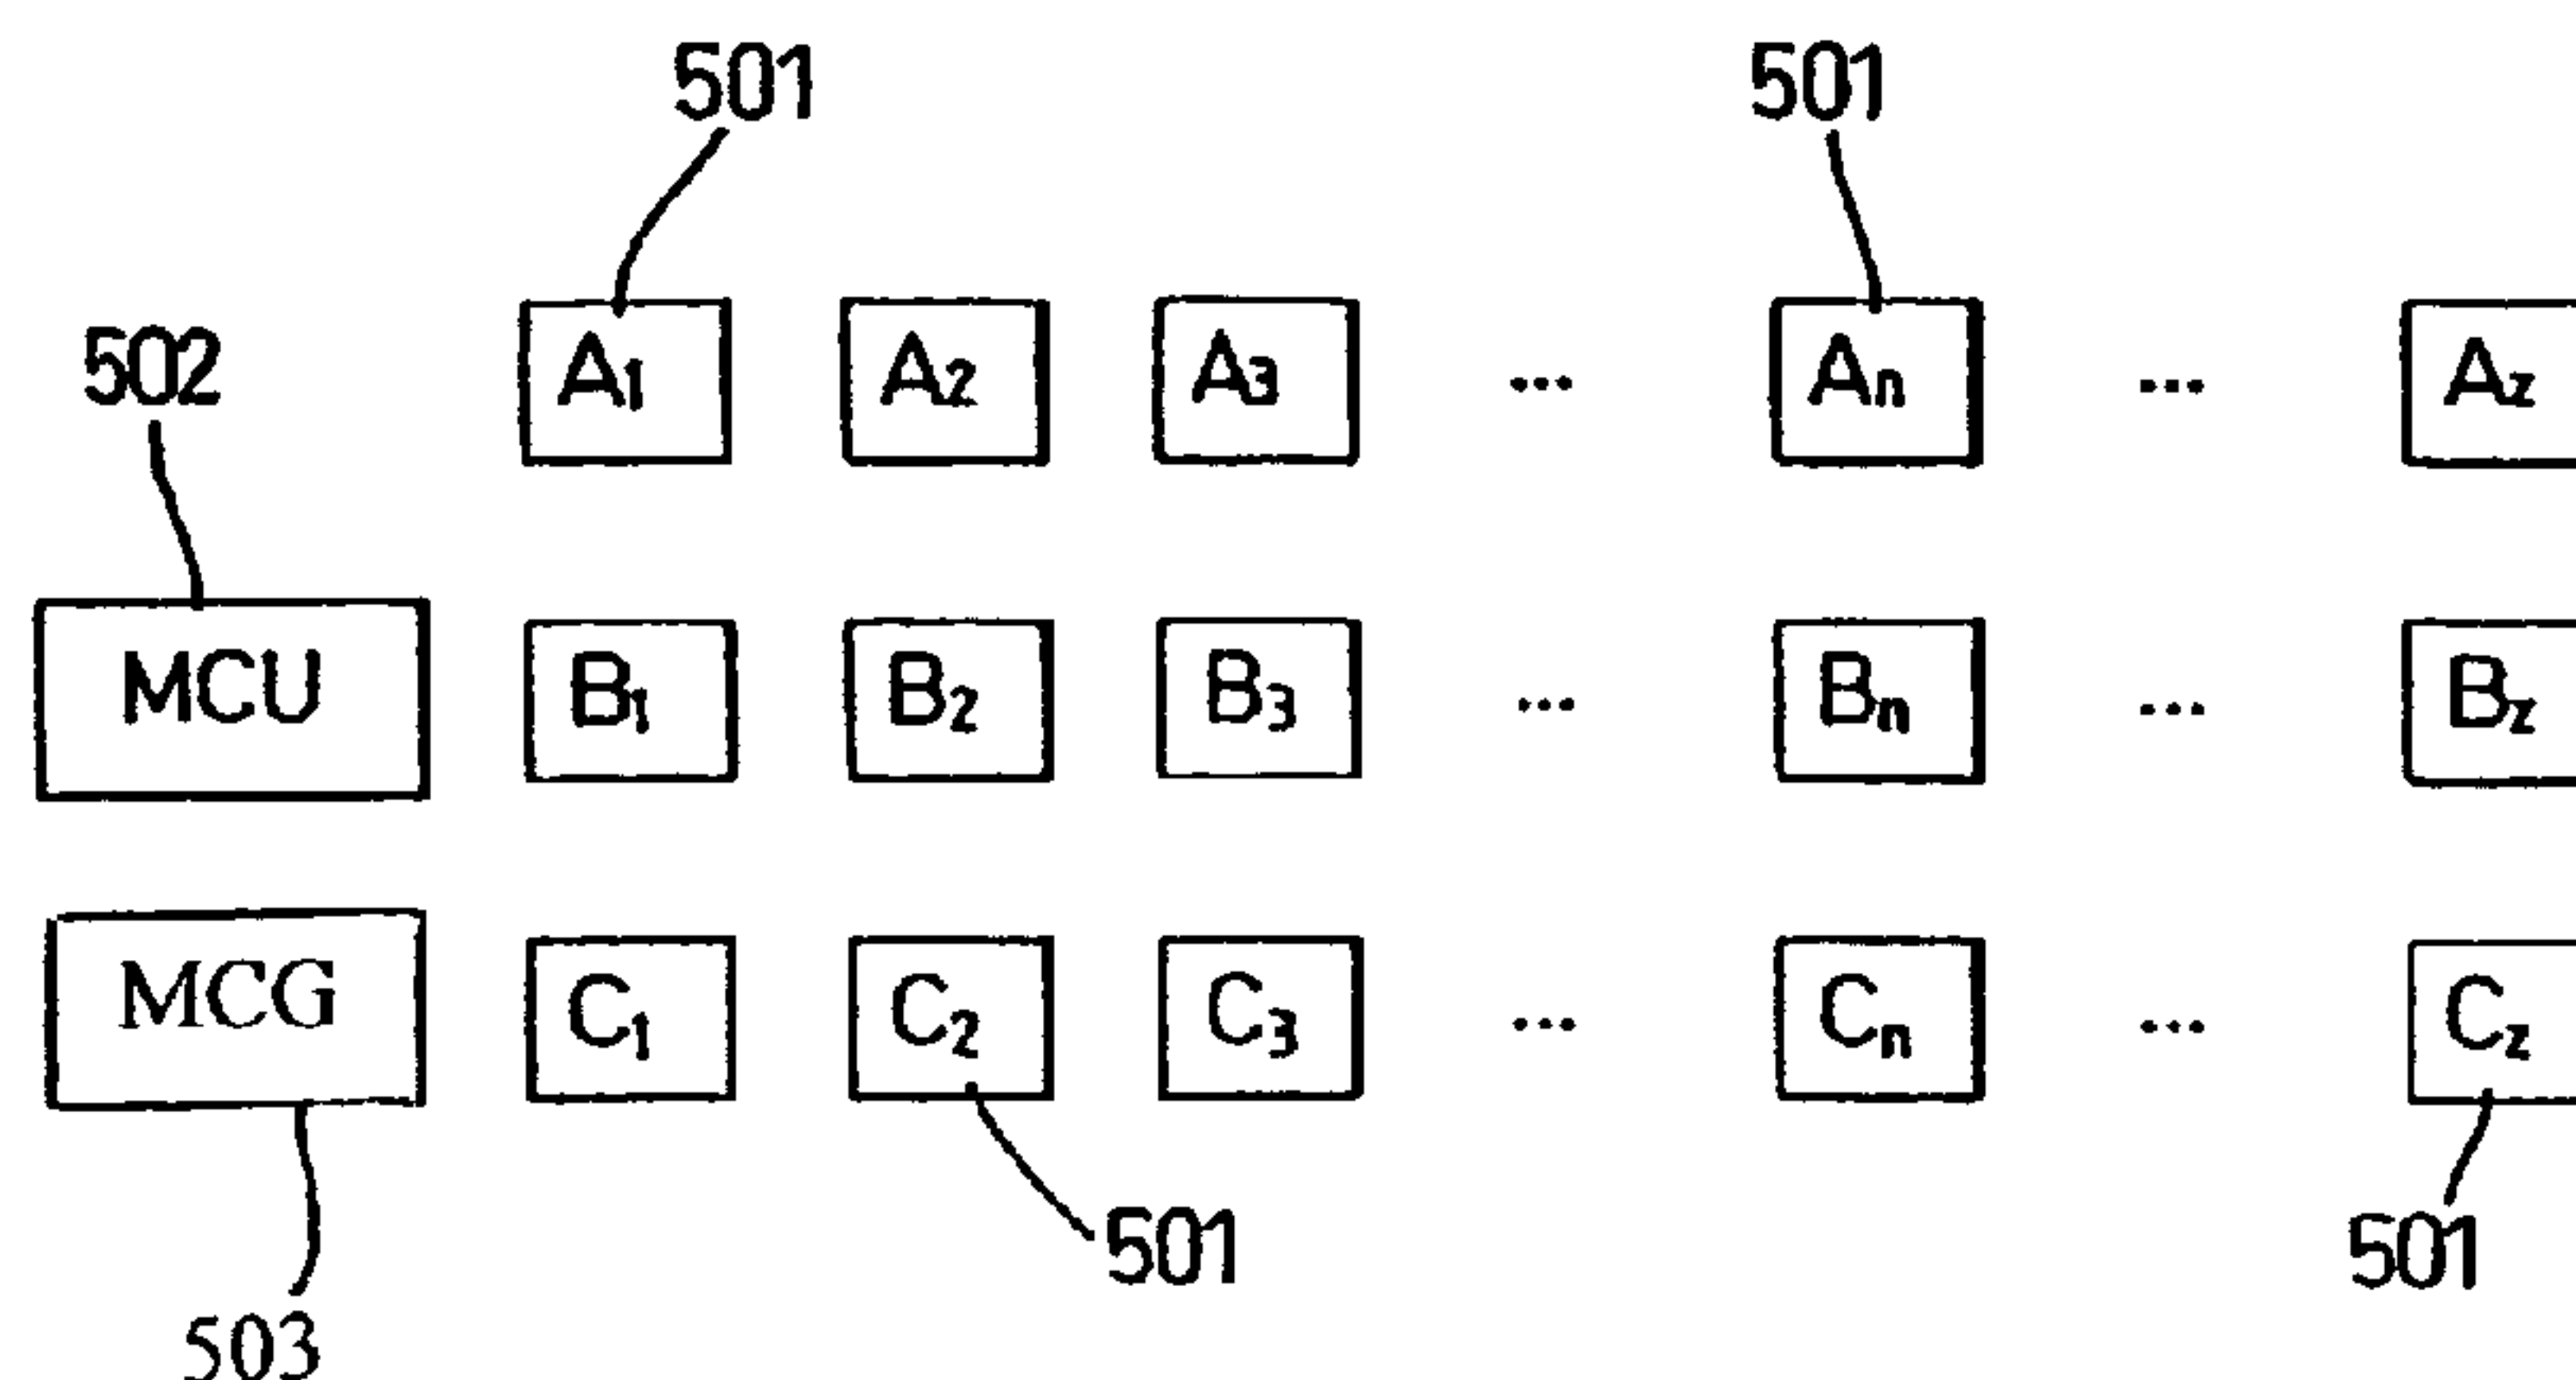 501 501
502
A1 A2 A3 ... An ... Az
MCU B1 B2 B3 ... Bn ... Bz
MCG C1 C2 C3 ... Cn ... Cz
501 501
503